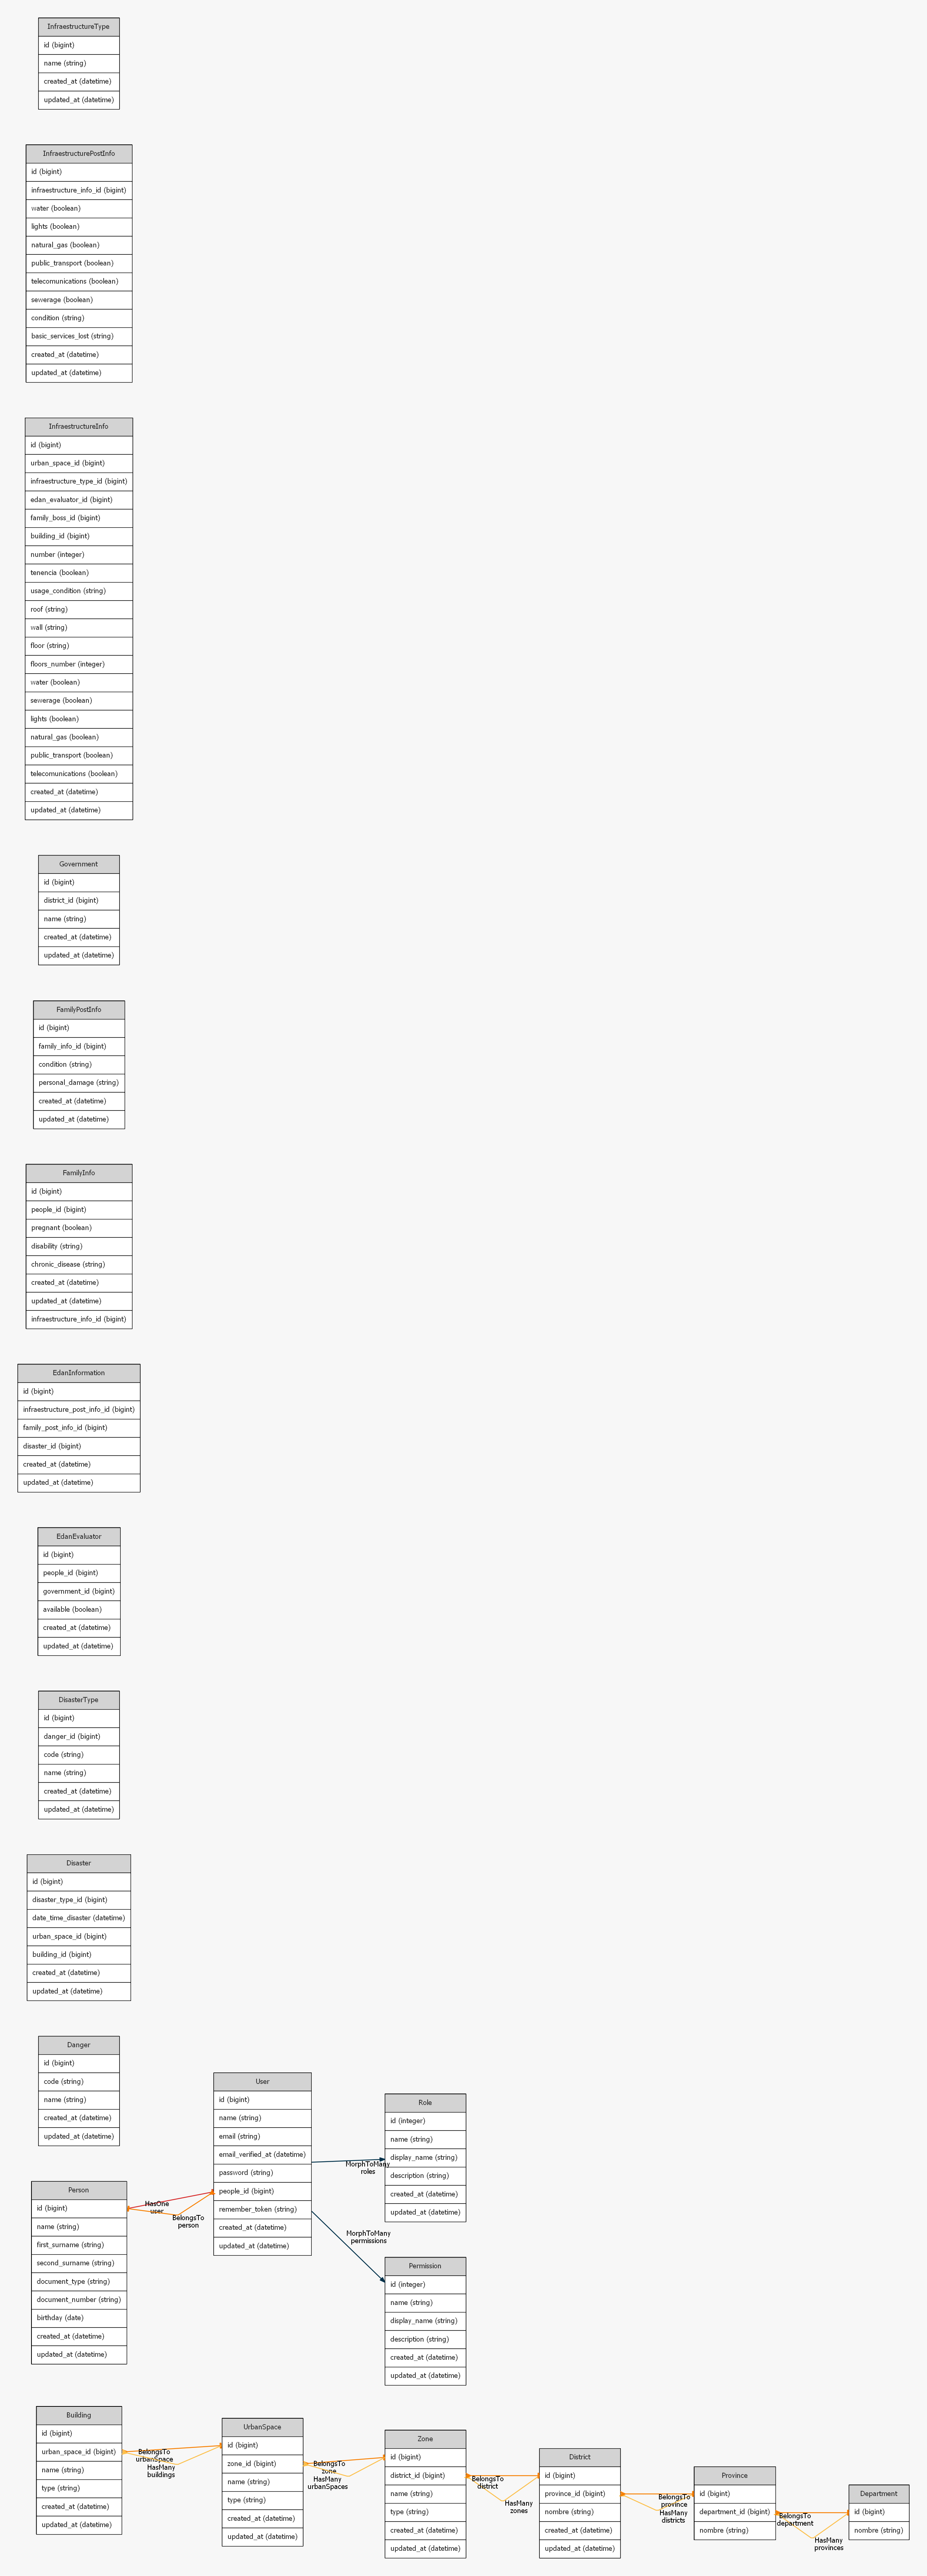 InfraestructureType
id (bigint)
name (string)
created_at (datetime)
updated_at (datetime)
InfraestructurePostInfo
id (bigint)
infraestructure_info_id (bigint)
water (boolean)
lights (boolean)
natural_gas (boolean)
public_transport (boolean)
telecomunications (boolean)
sewerage (boolean)
condition (string)
basic_services_lost (string)
created_at (datetime)
updated_at (datetime)
InfraestructureInfo
id (bigint)
urban_space_id (bigint)
infraestructure_type_id (bigint)
edan_evaluator_id (bigint)
family_boss_id (bigint)
building_id (bigint)
number (integer)
tenencia (boolean)
usage_condition (string)
roof (string)
wall (string)
floor (string)
floors_number (integer)
water (boolean)
sewerage (boolean)
lights (boolean)
natural_gas (boolean)
public_transport (boolean)
telecomunications (boolean)
created_at (datetime)
updated_at (datetime)
Government
id (bigint)
district_id (bigint)
name (string)
created_at (datetime)
updated_at (datetime)
FamilyPostInfo
id (bigint)
family_info_id (bigint)
condition (string)
personal_damage (string)
created_at (datetime)
updated_at (datetime)
FamilyInfo
id (bigint)
people_id (bigint)
pregnant (boolean)
disability (string)
chronic_disease (string)
created_at (datetime)
updated_at (datetime)
infraestructure_info_id (bigint)
EdanInformation
id (bigint)
infraestructure_post_info_id (bigint)
family_post_info_id (bigint)
disaster_id (bigint)
created_at (datetime)
updated_at (datetime)
EdanEvaluator
id (bigint)
people_id (bigint)
government_id (bigint)
available (boolean)
created_at (datetime)
updated_at (datetime)
DisasterType
id (bigint)
danger_id (bigint)
code (string)
name (string)
created_at (datetime)
updated_at (datetime)
Disaster
id (bigint)
disaster_type_id (bigint)
date_time_disaster (datetime)
urban_space_id (bigint)
building_id (bigint)
created_at (datetime)
updated_at (datetime)
Danger
id (bigint)
code (string)
name (string)
created_at (datetime)
updated_at (datetime)
Person
id (bigint)
name (string)
first_surname (string)
second_surname (string)
document_type (string)
document_number (string)
birthday (date)
created_at (datetime)
updated_at (datetime)
HasOne
user
BelongsTo
person
User
id (bigint)
name (string)
email (string)
email_verified_at (datetime)
password (string)
people_id (bigint)
remember_token (string)
created_at (datetime)
updated_at (datetime)
MorphToMany
roles
MorphToMany
permissions
Role
id (integer)
name (string)
display_name (string)
description (string)
created_at (datetime)
updated_at (datetime)
Permission
id (integer)
name (string)
display_name (string)
description (string)
created_at (datetime)
updated_at (datetime)
Building
id (bigint)
urban_space_id (bigint)
name (string)
type (string)
created_at (datetime)
updated_at (datetime)
BelongsTo
urbanSpace
HasMany
buildings
UrbanSpace
id (bigint)
zone_id (bigint)
name (string)
type (string)
created_at (datetime)
updated_at (datetime)
BelongsTo
zone
HasMany
urbanSpaces
Zone
id (bigint)
district_id (bigint)
name (string)
type (string)
created_at (datetime)
updated_at (datetime)
BelongsTo
district
HasMany
zones
District
id (bigint)
province_id (bigint)
nombre (string)
created_at (datetime)
updated_at (datetime)
BelongsTo
province
HasMany
districts
Province
id (bigint)
department_id (bigint)
nombre (string)
BelongsTo
department
HasMany
provinces
Department
id (bigint)
nombre (string)